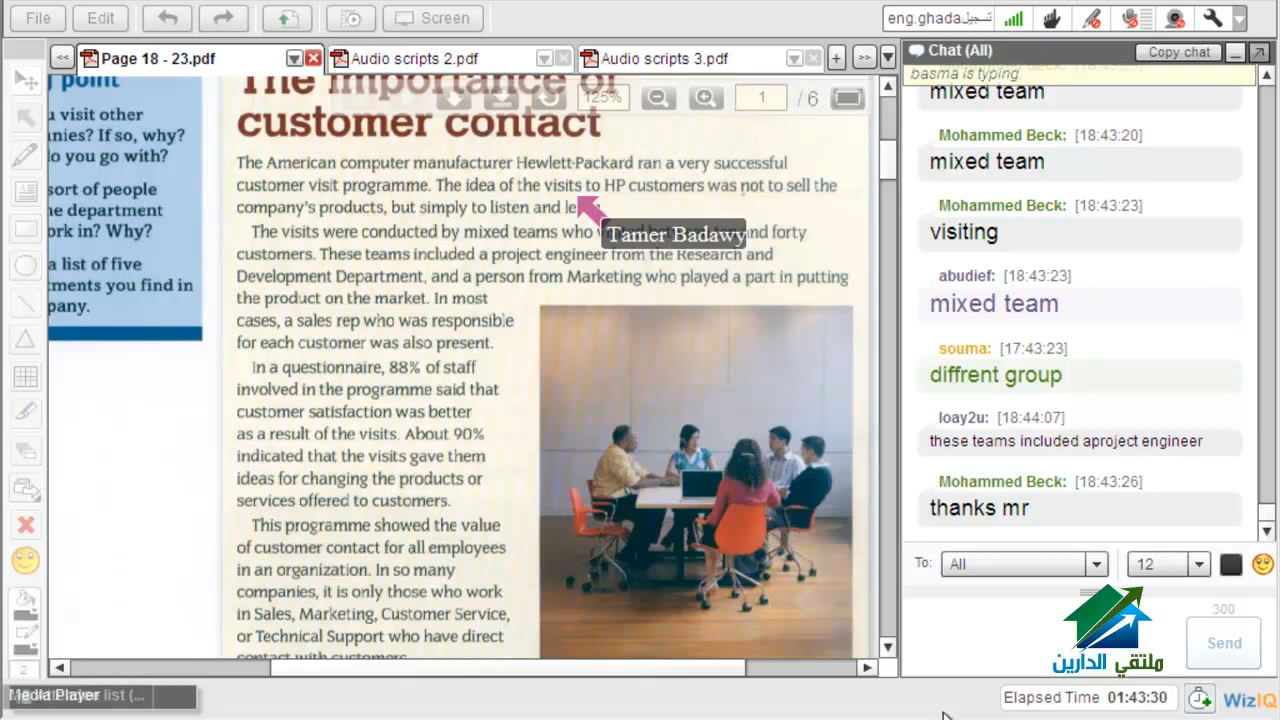 File
Edit
Screen
eng.ghada
Page 18 - 23.pdf
Audio scripts 2.pdf
Audio scripts 3.pdf
Chat (All)
Copy chat
basma is typing.
125%
1
/ 6
point
visit other
If so, why?
you go with?
sort of people
department
in? Why?
a list of five
you find in
The importance of
customer contact
The American computer manufacturer Hewlett-Packard ran a very successful
customer visit programme. The idea of the visits to HP customers was not to sell the
company's products, but simply to listen and
Tamer Badawy
The visits were conducted by mixed teams who and forty
customers. These teams included a project engineer from the Research and
Development Department, and a person from Marketing who played a part in putting
the product on the market. In most
cases, a sales rep who was responsible
for each customer was also present.
In a questionnaire, 88% of staff
involved in the programme said that
customer satisfaction was better
as a result of the visits. About 90%
indicated that the visits gave them
ideas for changing the products or
services offered to customers.
This programme showed the value
of customer contact for all employees
in an organization. In so many
companies, it is only those who work
in Sales, Marketing, Customer Service,
or Technical Support who have direct
contact with customers.
mixed team
Mohammed Beck: [18:43:20]
mixed team
Mohammed Beck: [18:43:23]
visiting
abudief: [18:43:23]
mixed team
souma: [17:43:23]
diffrent group
loay2u: [18:44:07]
these teams included aproject engineer
Mohammed Beck: [18:43:26]
thanks mr
To:
All
12
300
Send
ملتقي الدارين
2
Media Player
list (...
Elapsed Time 01:43:30
WizIQ